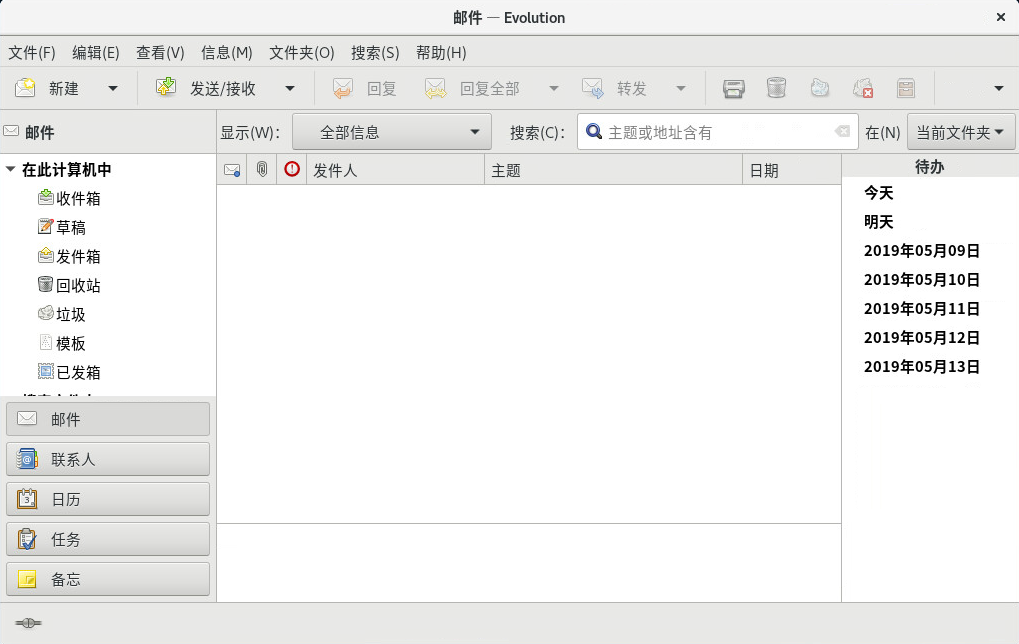 邮件 — Evolution
文件(F) 编辑(E) 查看(V) 信息(M) 文件夹(O) 搜索(S) 帮助(H)
新建 发送/接收 回复 回复全部 转发
邮件 显示(W)： 全部信息 搜索(C)： 主题或地址含有 在(N) 当前文件夹
在此计算机中
收件箱
草稿
发件箱
回收站
垃圾
模板
已发箱
邮件
联系人
日历
任务
备忘
发件人 主题 日期
待办
今天
明天
2019年05月09日
2019年05月10日
2019年05月11日
2019年05月12日
2019年05月13日